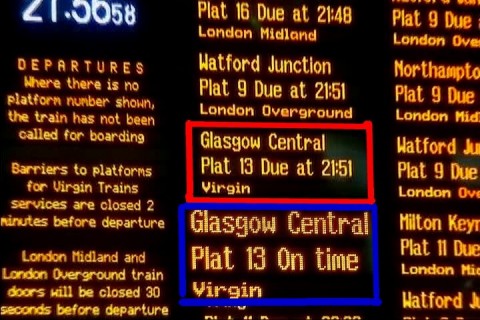 21:56 58
DEPARTURES
Where there is no
platform number shown,
the train has not been
called for boarding
Barriers to platforms
for Virgin Trains
services are closed 2
minutes before departure
London Midland and
London Overground train
doors will be closed 30
seconds before departure
Plat 16 Due at 21:48
London Midland
Watford Junction
Plat 9 Due at 21:51
London Overground
Glasgow Central
Plat 13 Due at 21:51
Virgin
Glasgow Central
Plat 13 On time
Virgin
Plat 9 Due
London
Northampto
Plat 9 Due
London Mid
Watford Ju
Plat 9 Due
London Ov
Milton Key
Plat 11 Due
London Mi
Watford J